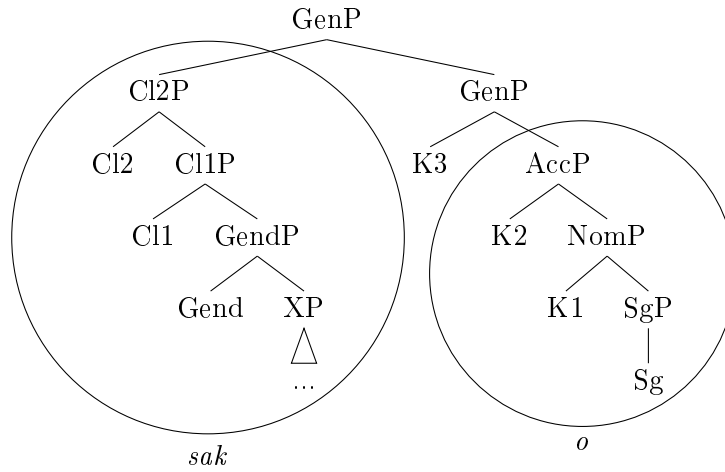 GenP
Cl2P GenP
Cl2 Cl1P K3 AccP
Cl1 GendP K2 NomP
Gend XP K1 SgP
... Sg
sak o